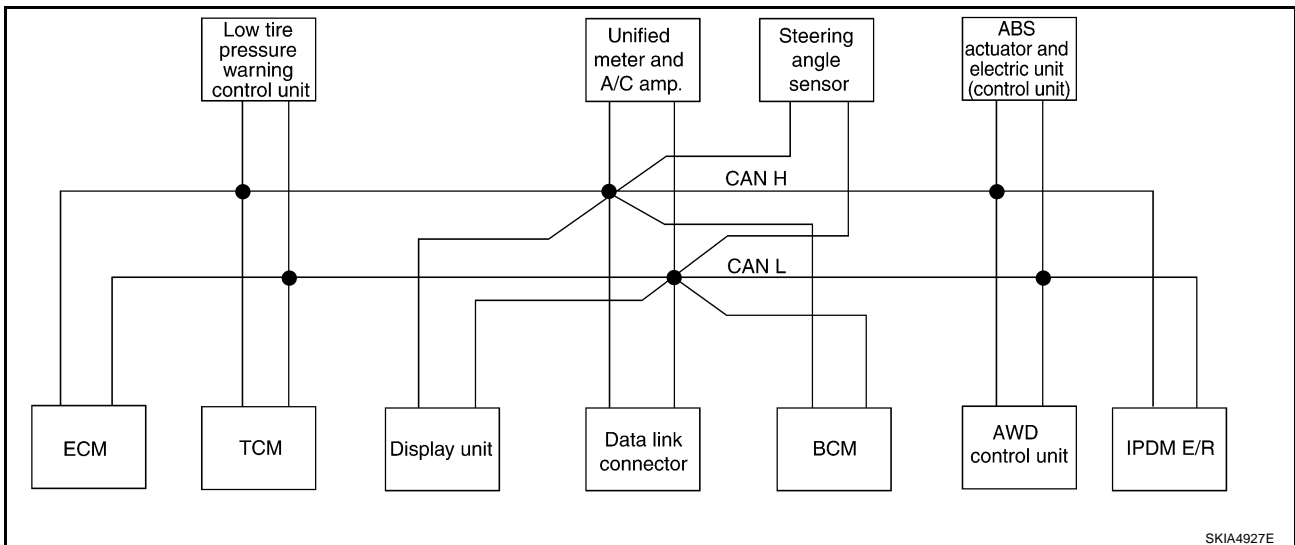 Low tire
pressure
warning
control unit
Unified
meter and
A/C amp.
Steering
angle
sensor
ABS
actuator and
electric unit
(control unit)
CAN H
CAN L
ECM
TCM
Display unit
Data link
connector
BCM
AWD
control unit
IPDM E/R
SKIA4927E